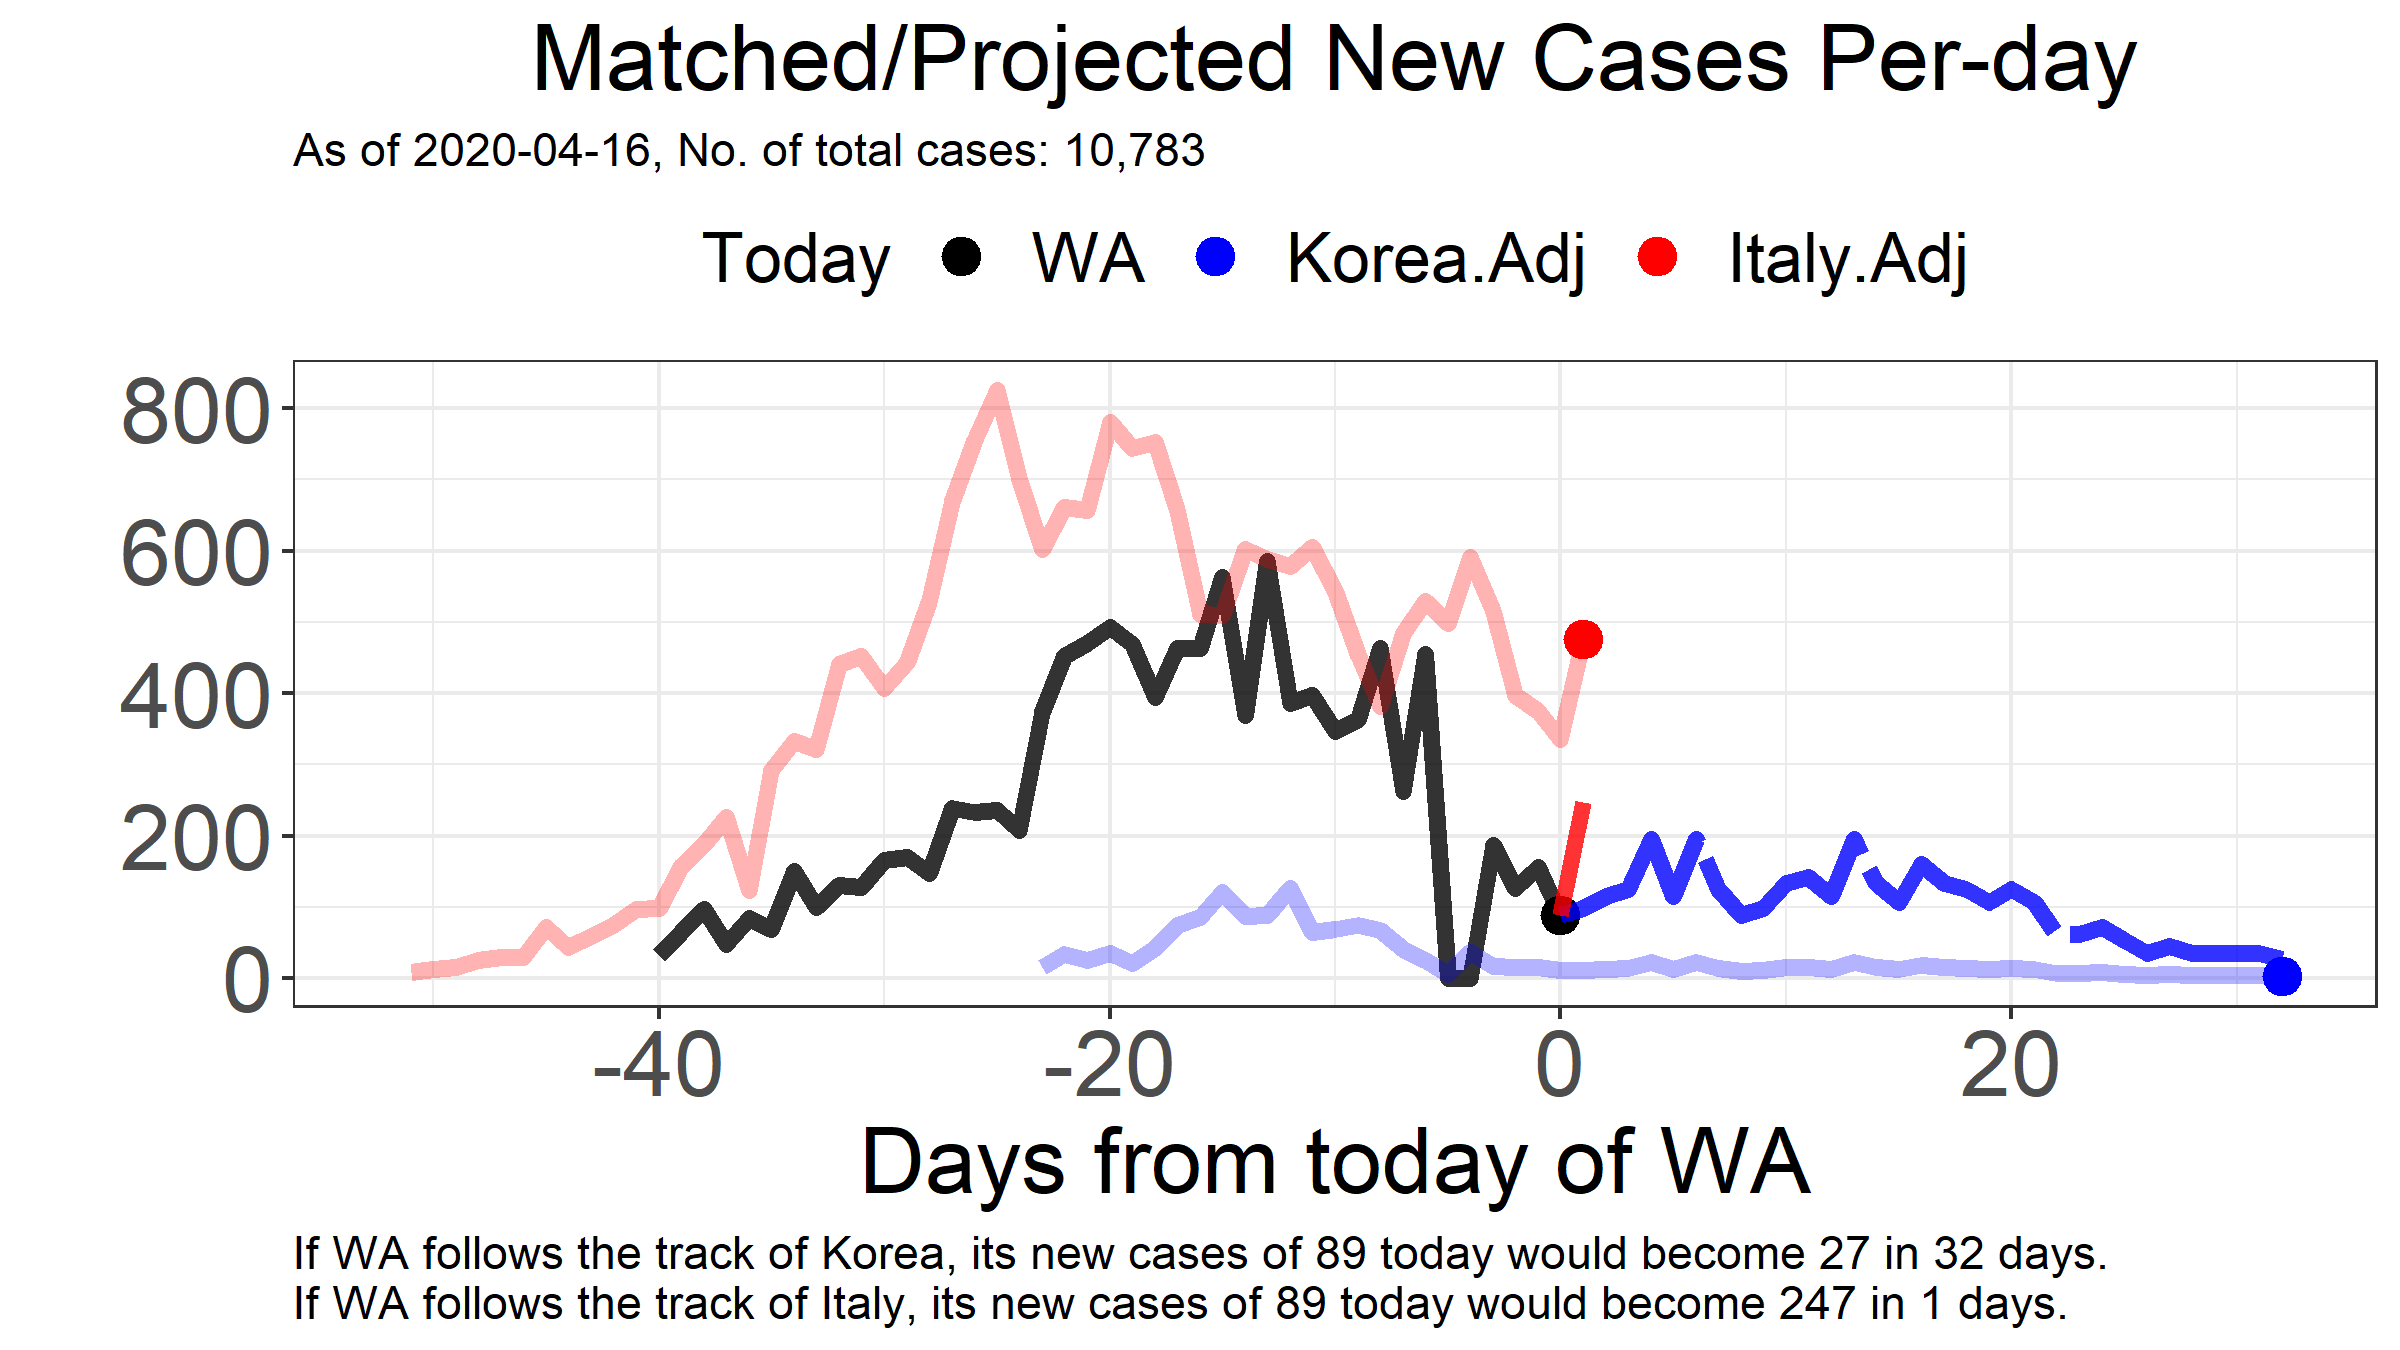 Matched/Projected New Cases Per-day
As of 2020-04-16, No. of total cases: 10,783
Today WA Korea.Adj Italy.Adj
800
600
400
200
0
-40 -20 0 20
Days from today of WA
If WA follows the track of Korea, its new cases of 89 today would become 27 in 32 days.
If WA follows the track of Italy, its new cases of 89 today would become 247 in 1 days.